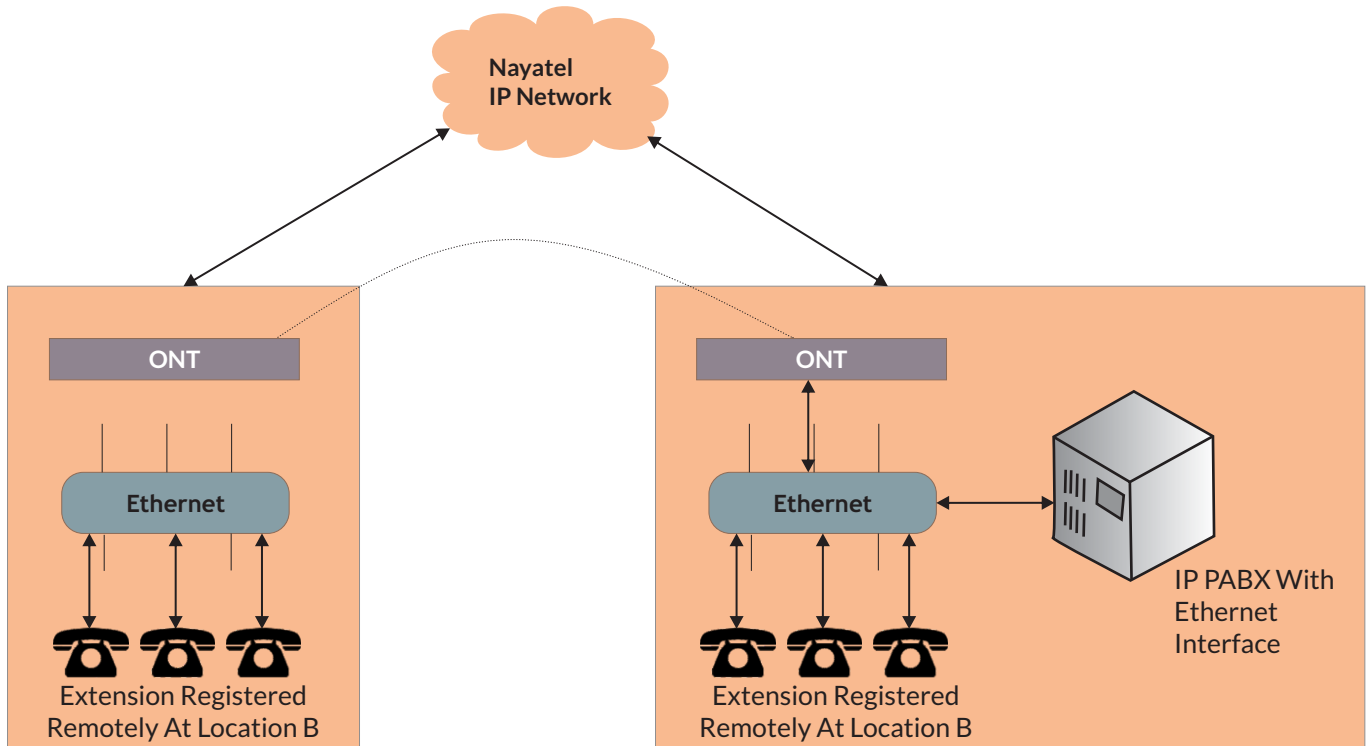 Nayatel
IP Network
ONT
Ethernet
Extension Registered
Remotely At Location B
ONT
Ethernet
Extension Registered
Remotely At Location B
IP PABX With
Ethernet
Interface